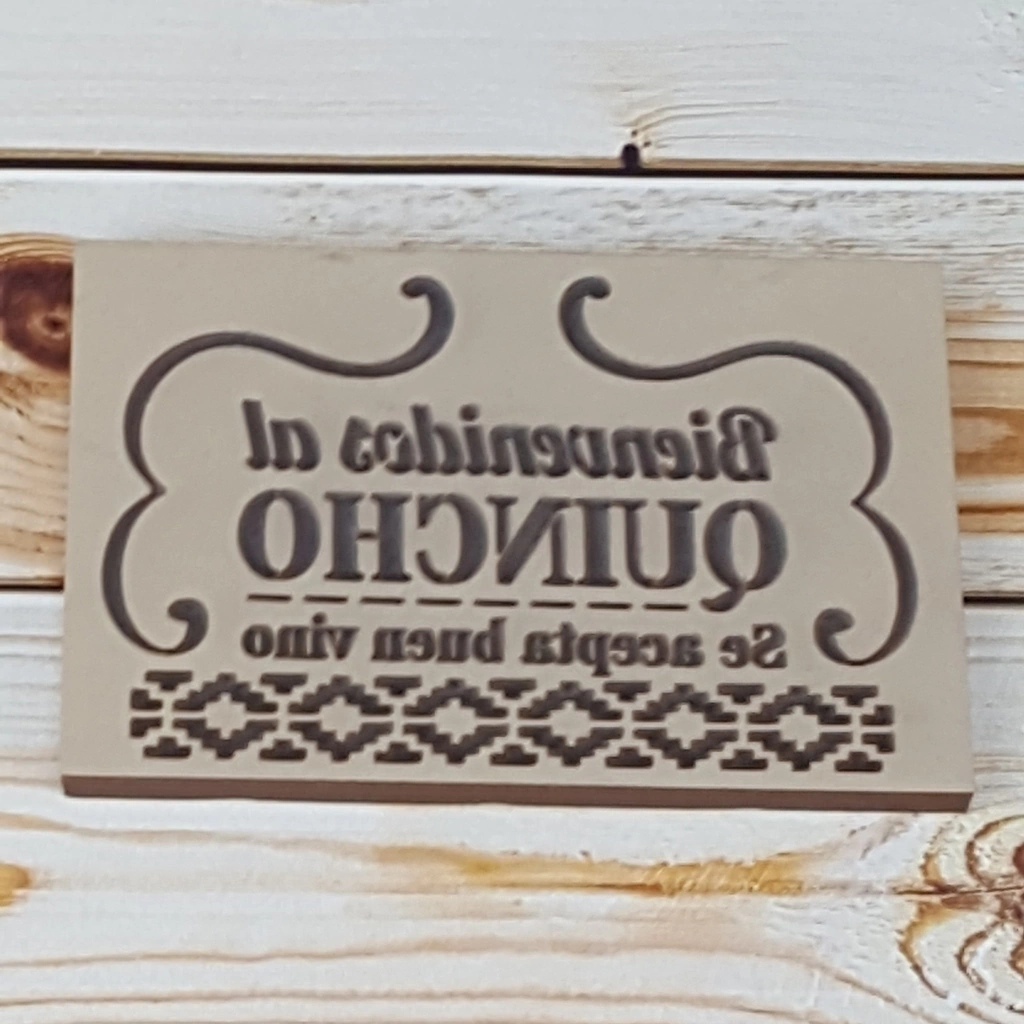 Bienvenidos al
QUINCHO
Se acepta buen vino